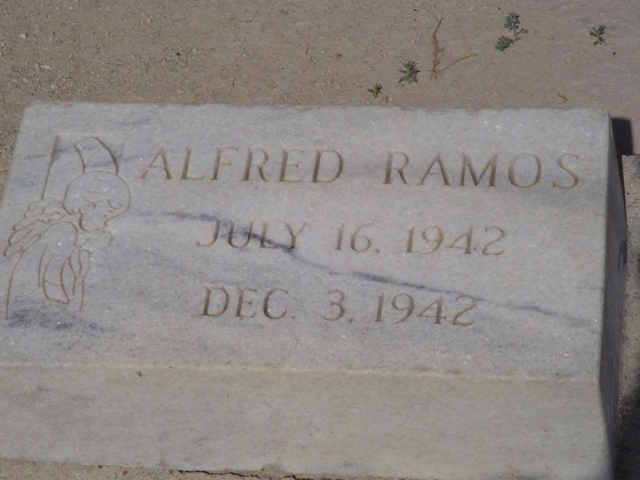 ALFRED RAMOS
JULY 16, 1942
DEC. 3, 1942